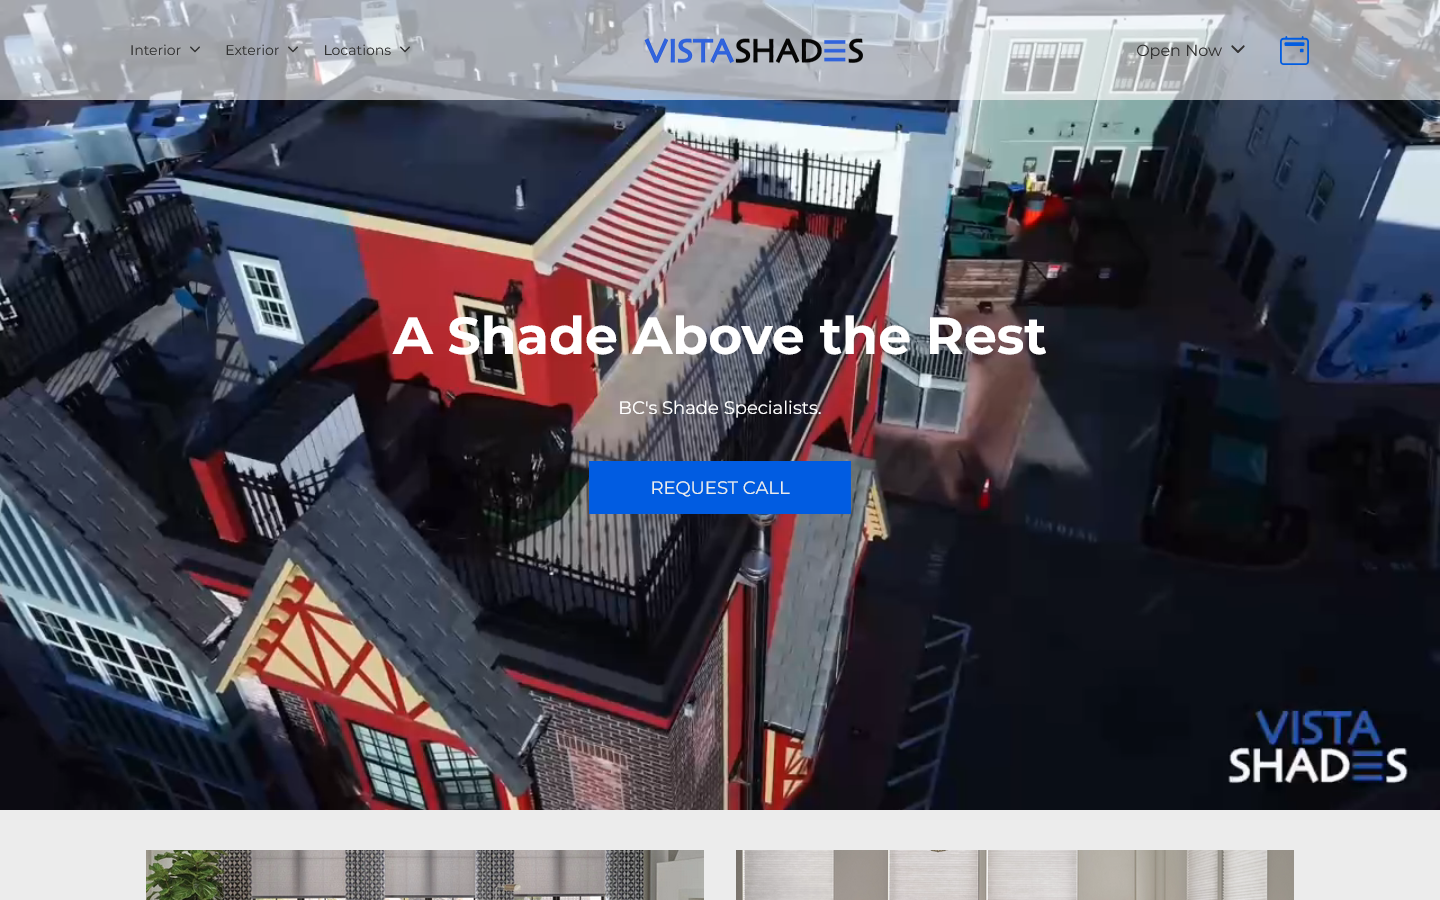 Interior
Exterior
Locations
VISTASHADES
Open Now
A Shade Above the Rest
BC's Shade Specialists.
REQUEST CALL
VISTA
SHADES